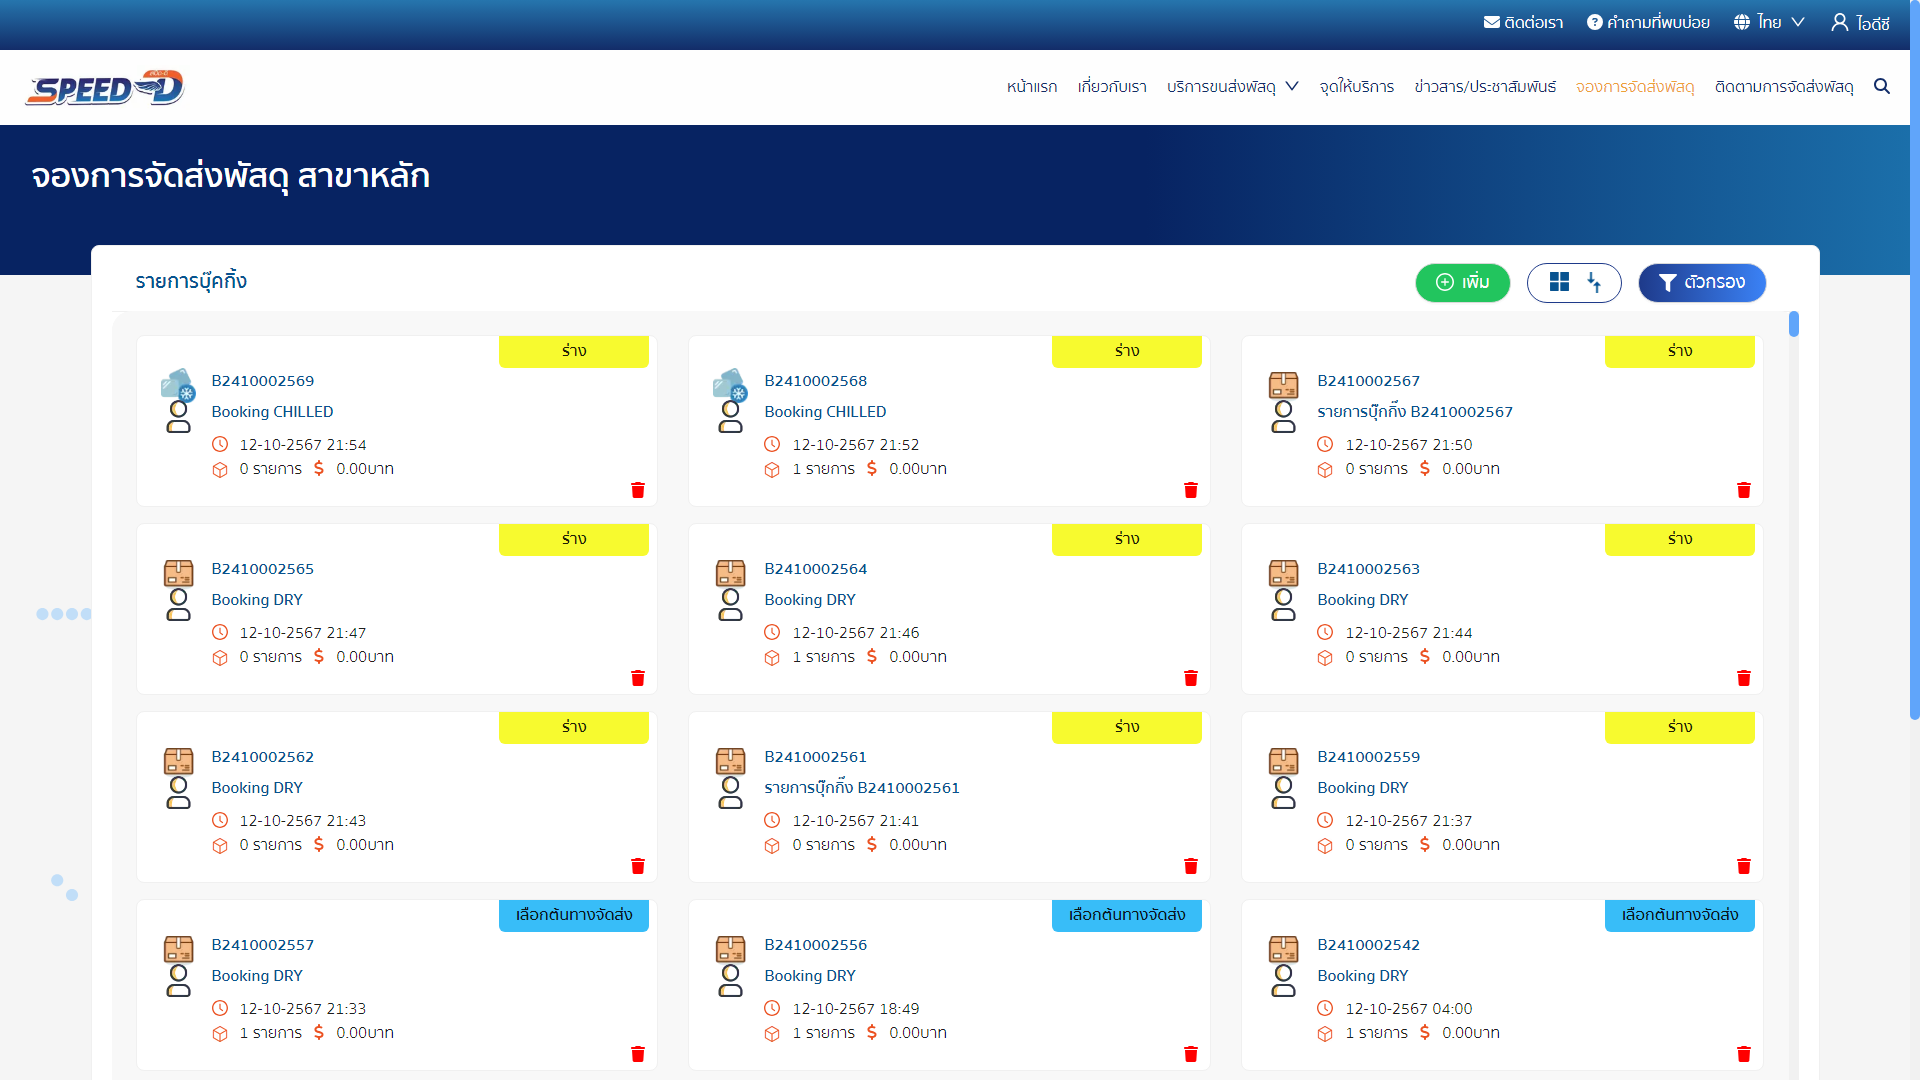 ติดต่อเรา คำถามที่พบบ่อย ไทย ไอดีซี
SPEED-D
หน้าแรก เกี่ยวกับเรา บริการขนส่งพัสดุ จุดให้บริการ ข่าวสาร/ประชาสัมพันธ์ จองการจัดส่งพัสดุ ติดตามการจัดส่งพัสดุ
จองการจัดส่งพัสดุ สาขาหลัก
รายการบุ๊คกิ้ง เพิ่ม ตัวกรอง
ร่าง
B2410002569
Booking CHILLED
12-10-2567 21:54
0 รายการ $ 0.00บาท
ร่าง
B2410002568
Booking CHILLED
12-10-2567 21:52
1 รายการ $ 0.00บาท
ร่าง
B2410002567
รายการบุ๊กกิ๊ง B2410002567
12-10-2567 21:50
0 รายการ $ 0.00บาท
ร่าง
B2410002565
Booking DRY
12-10-2567 21:47
0 รายการ $ 0.00บาท
ร่าง
B2410002564
Booking DRY
12-10-2567 21:46
1 รายการ $ 0.00บาท
ร่าง
B2410002563
Booking DRY
12-10-2567 21:44
0 รายการ $ 0.00บาท
ร่าง
B2410002562
Booking DRY
12-10-2567 21:43
0 รายการ $ 0.00บาท
ร่าง
B2410002561
รายการบุ๊กกิ๊ง B2410002561
12-10-2567 21:41
0 รายการ $ 0.00บาท
ร่าง
B2410002559
Booking DRY
12-10-2567 21:37
0 รายการ $ 0.00บาท
เลือกต้นทางจัดส่ง
B2410002557
Booking DRY
12-10-2567 21:33
1 รายการ $ 0.00บาท
เลือกต้นทางจัดส่ง
B2410002556
Booking DRY
12-10-2567 18:49
1 รายการ $ 0.00บาท
เลือกต้นทางจัดส่ง
B2410002542
Booking DRY
12-10-2567 04:00
1 รายการ $ 0.00บาท